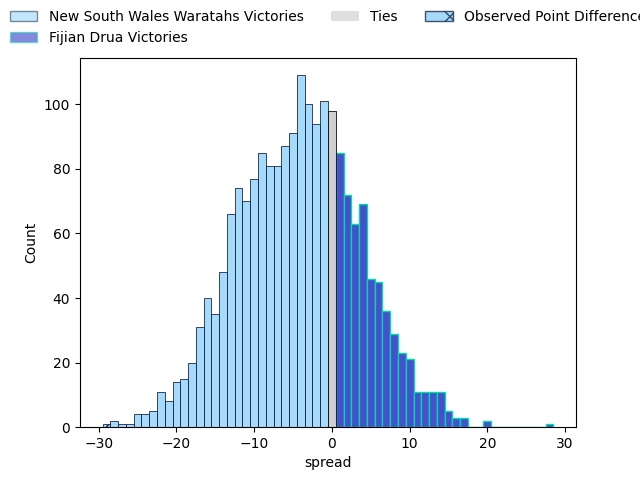 New South Wales Waratahs Victories
Fijian Drua Victories
Ties
Observed Point Difference
Count
100
80
60
40
20
0
−30
−20
−10
0
10
20
30
spread